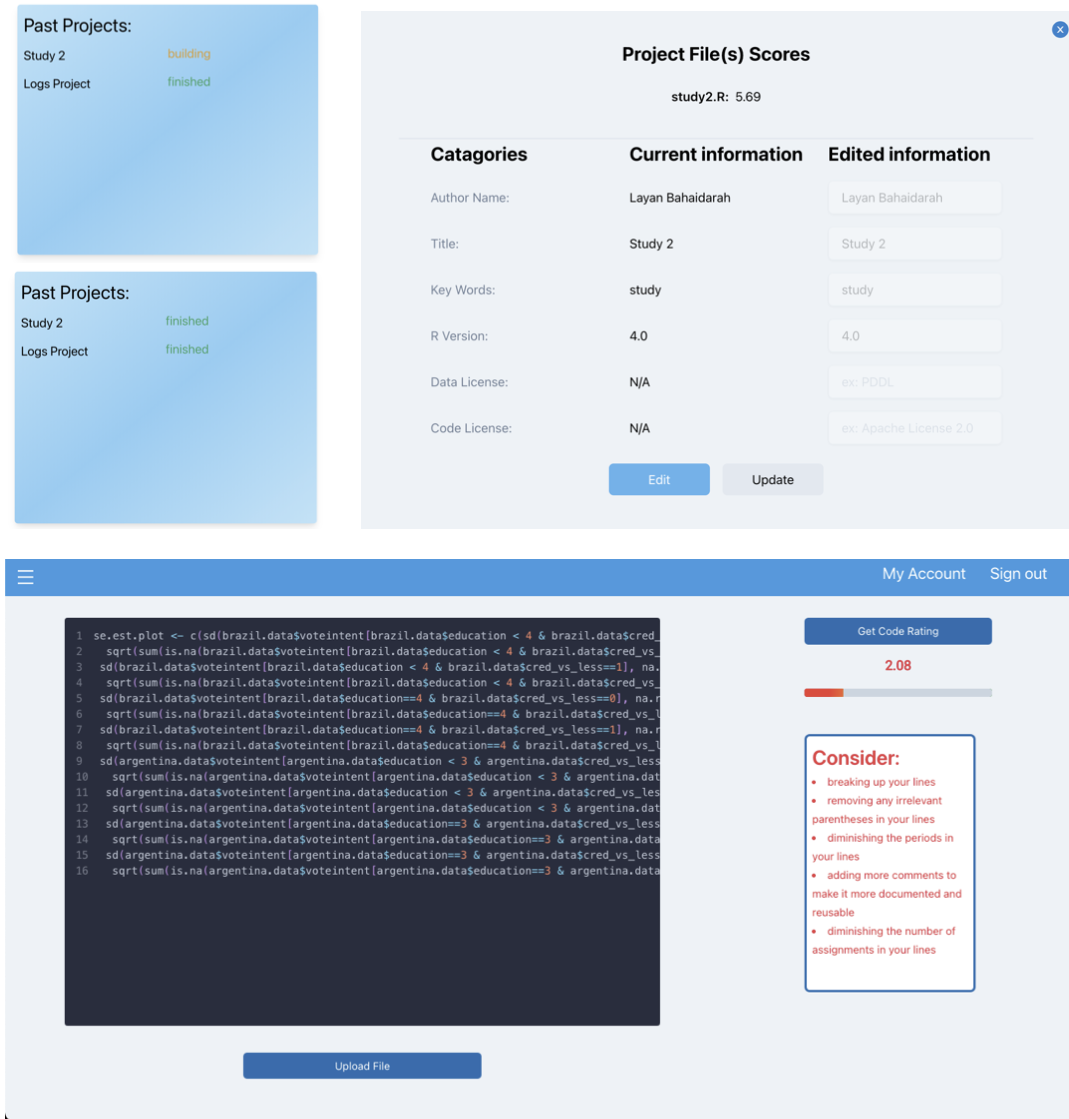 Past Projects:
Study 2 building
Logs Project finished
Past Projects:
Study 2 finished
Logs Project finished
X
Project File(s) Scores
study2.R: 5.69
Catagories Current information Edited information
Author Name: Layan Bahaidarah Layan Bahaidarah
Title: Study 2 Study 2
Key Words: study study
R Version: 4.0 4.0
Data License: N/A ex: PDDL
Code License: N/A ex: Apache License 2.0
Edit Update
My Account Sign out
1 se.est.plot <- c(sd(brazil.data$voteintent[brazil.data$education < 4 & brazil.data$cred_
2 sqrt(sum(is.na(brazil.data$voteintent[brazil.data$education < 4 & brazil.data$cred_vs_
3 sd(brazil.data$voteintent[brazil.data$education < 4 & brazil.data$cred_vs_less==1], na.
4 sqrt(sum(is.na(brazil.data$voteintent[brazil.data$education < 4 & brazil.data$cred_vs_
5 sd(brazil.data$voteintent[brazil.data$education==4 & brazil.data$cred_vs_less==0], na.r
6 sqrt(sum(is.na(brazil.data$voteintent[brazil.data$education==4 & brazil.data$cred_vs_l
7 sd(brazil.data$voteintent[brazil.data$education==4 & brazil.data$cred_vs_less==1], na.r
8 sqrt(sum(is.na(brazil.data$voteintent[brazil.data$education==4 & brazil.data$cred_vs_l
9 sd(argentina.data$voteintent[argentina.data$education < 3 & argentina.data$cred_vs_less
10 sqrt(sum(is.na(argentina.data$voteintent[argentina.data$education < 3 & argentina.dat
11 sd(argentina.data$voteintent[argentina.data$education < 3 & argentina.data$cred_vs_les
12 sqrt(sum(is.na(argentina.data$voteintent[argentina.data$education < 3 & argentina.dat
13 sd(argentina.data$voteintent[argentina.data$education==3 & argentina.data$cred_vs_less
14 sqrt(sum(is.na(argentina.data$voteintent[argentina.data$education==3 & argentina.data
15 sd(argentina.data$voteintent[argentina.data$education==3 & argentina.data$cred_vs_less
16 sqrt(sum(is.na(argentina.data$voteintent[argentina.data$education==3 & argentina.data
Upload File
Get Code Rating
2.08
Consider:
• breaking up your lines
• removing any irrelevant
parentheses in your lines
• diminishing the periods in
your lines
• adding more comments to
make it more documented and
reusable
• diminishing the number of
assignments in your lines